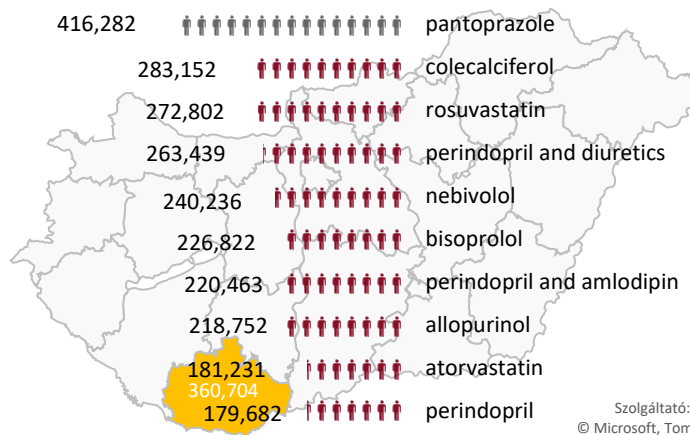 416,282 pantoprazole
283,152 colecalciferol
272,802 rosuvastatin
263,439 perindopril and diuretics
240,236 nebivolol
226,822 bisoprolol
220,463 perindopril and amlodipin
218,752 allopurinol
181,231 atorvastatin
360,704
179,682 perindopril
Szolgáltató:
© Microsoft, Tom